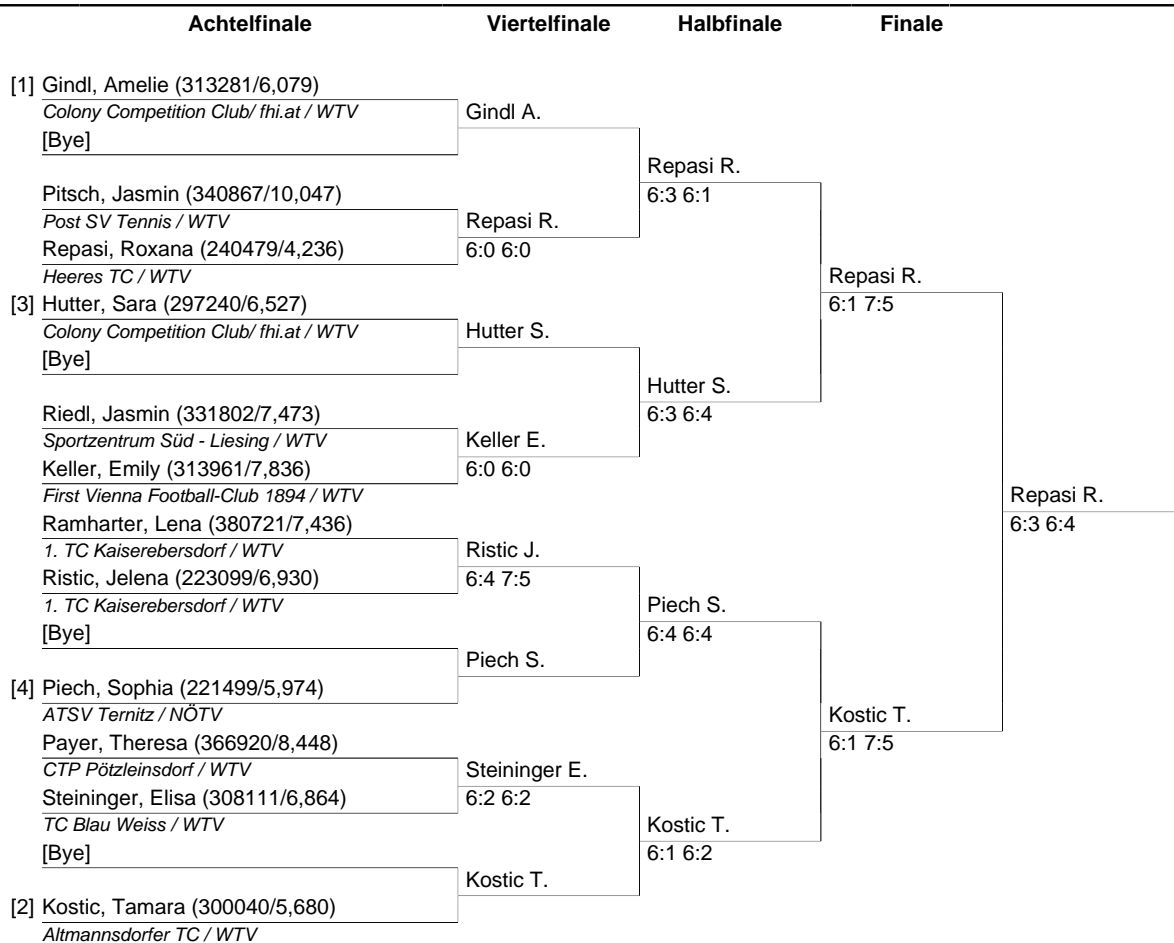 Achtelfinale Viertelfinale Halbfinale Finale
[1] Gindl, Amelie (313281/6,079)
Colony Competition Club/ fhi.at / WTV
Gindl A.
[Bye]
Repasi R.
Pitsch, Jasmin (340867/10,047)
6:3 6:1
Post SV Tennis / WTV
Repasi R.
Repasi, Roxana (240479/4,236)
6:0 6:0
Heeres TC / WTV
Repasi R.
[3] Hutter, Sara (297240/6,527)
6:1 7:5
Colony Competition Club/ fhi.at / WTV
Hutter S.
[Bye]
Hutter S.
Riedl, Jasmin (331802/7,473)
6:3 6:4
Sportzentrum Süd - Liesing / WTV
Keller E.
Keller, Emily (313961/7,836)
6:0 6:0
First Vienna Football-Club 1894 / WTV
Repasi R.
Ramharter, Lena (380721/7,436)
6:3 6:4
1. TC Kaiserebersdorf / WTV
Ristic J.
Ristic, Jelena (223099/6,930)
6:4 7:5
1. TC Kaiserebersdorf / WTV
Piech S.
[Bye]
6:4 6:4
Piech S.
[4] Piech, Sophia (221499/5,974)
ATSV Ternitz / NÖTV
Kostic T.
Payer, Theresa (366920/8,448)
6:1 7:5
CTP Pötzleinsdorf / WTV
Steininger E.
Steininger, Elisa (308111/6,864)
6:2 6:2
TC Blau Weiss / WTV
Kostic T.
[Bye]
6:1 6:2
Kostic T.
[2] Kostic, Tamara (300040/5,680)
Altmannsdorfer TC / WTV